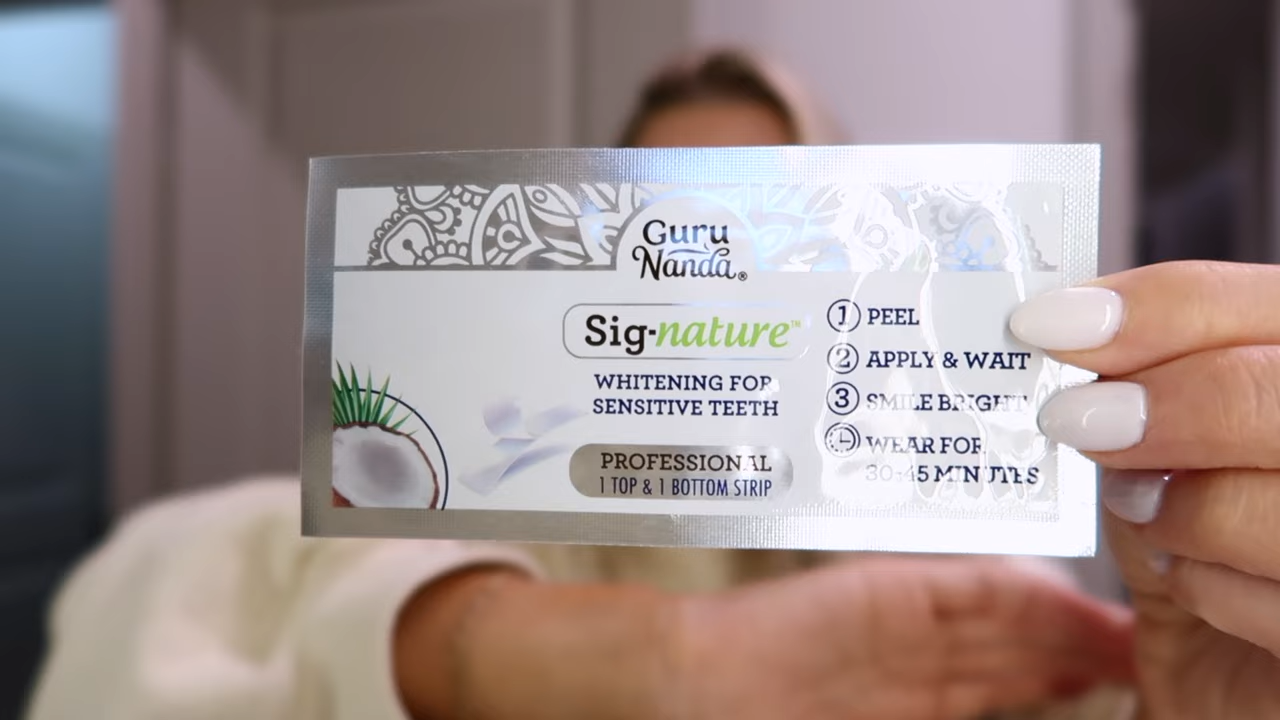 Guru
Nanda®
Sig-nature™
WHITENING FOR
SENSITIVE TEETH
PROFESSIONAL
1 TOP & 1 BOTTOM STRIP
1 PEEL
2 APPLY & WAIT
3 SMILE BRIGHT
WEAR FOR
30-45 MINUTES